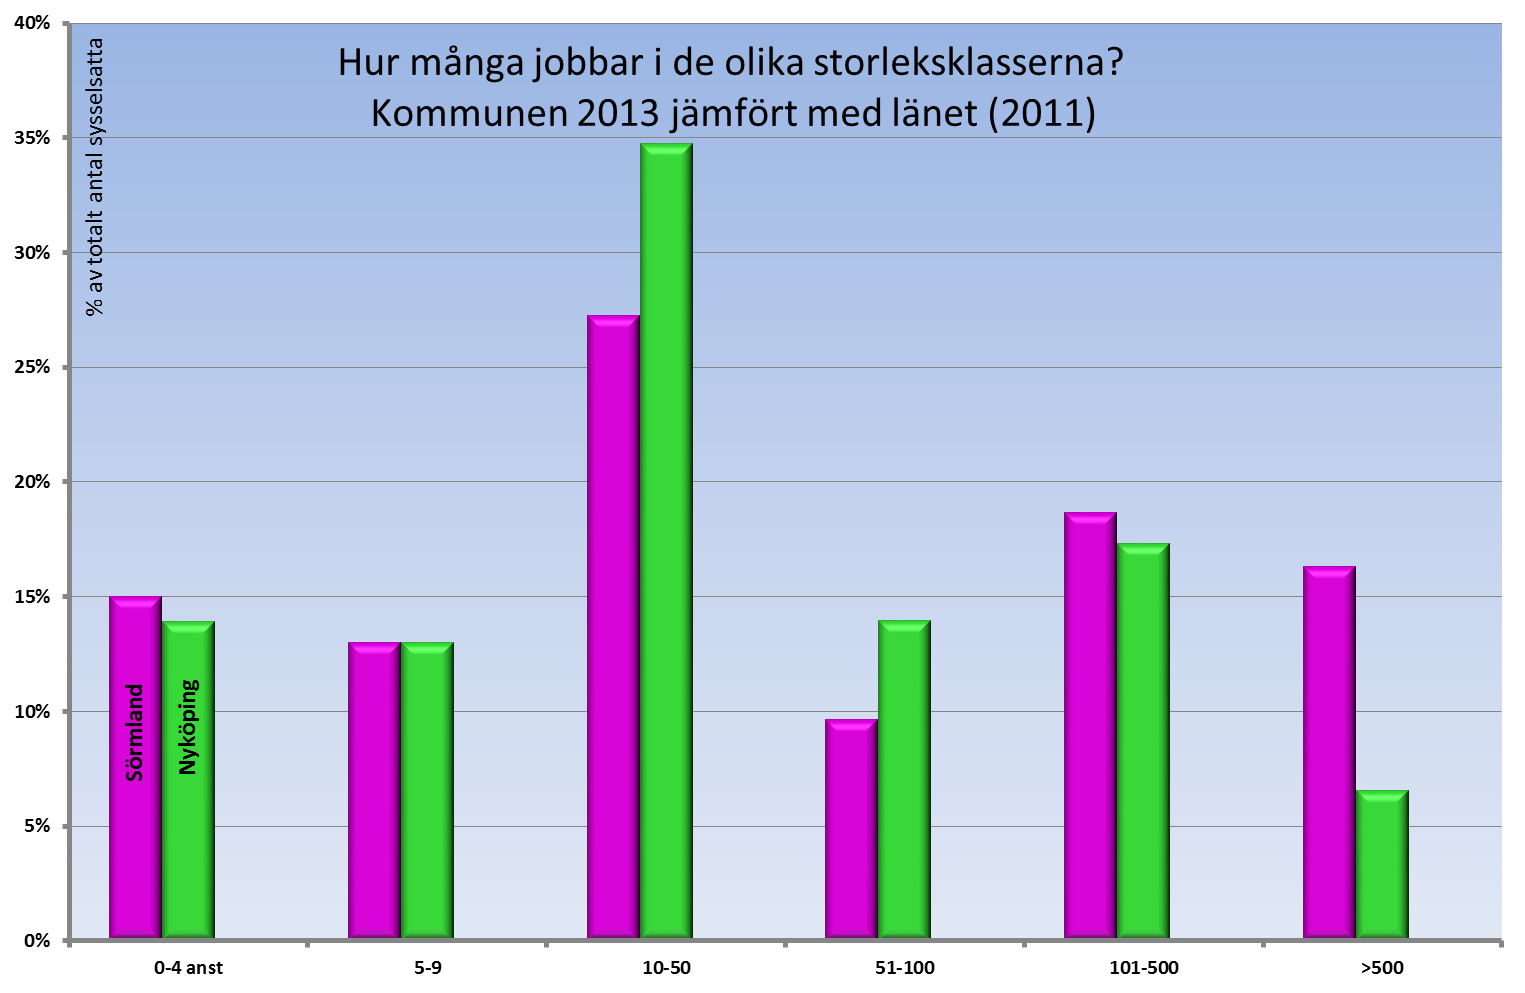 Hur många jobbar i de olika storleksklasserna?
Kommunen 2013 jämfört med länet (2011)
% av totalt antal sysselsatta
40%
35%
30%
25%
20%
15%
10%
5%
0%
Sörmland
Nyköping
0-4 anst
5-9
10-50
51-100
101-500
>500